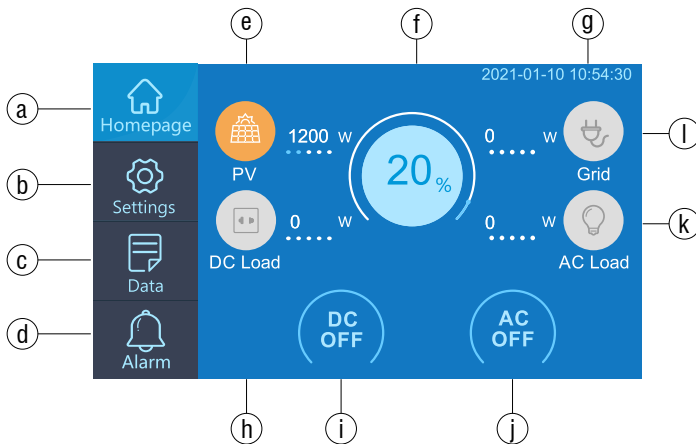 e
f
g
2021-01-10 10:54:30
a
Homepage
1200 W
0 W
l
PV
20%
Grid
b
Settings
0 W
0 W
k
DC Load
AC Load
c
Data
DC
OFF
AC
OFF
d
Alarm
h
i
j